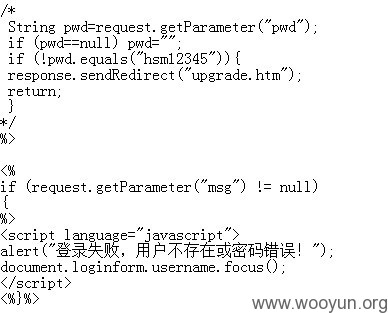 /*
String pwd=request.getParameter("pwd");
if (pwd==null) pwd="";
if (!pwd.equals("hsm12345")){
response.sendRedirect("upgrade.htm");
return;
}
*/
%>
<%
if (request.getParameter("msg") != null)
{
%>
<script language="javascript">
alert("登录失败，用户不存在或密码错误！");
document.loginform.username.focus();
</script>
<%}%>
www.wooyun.org